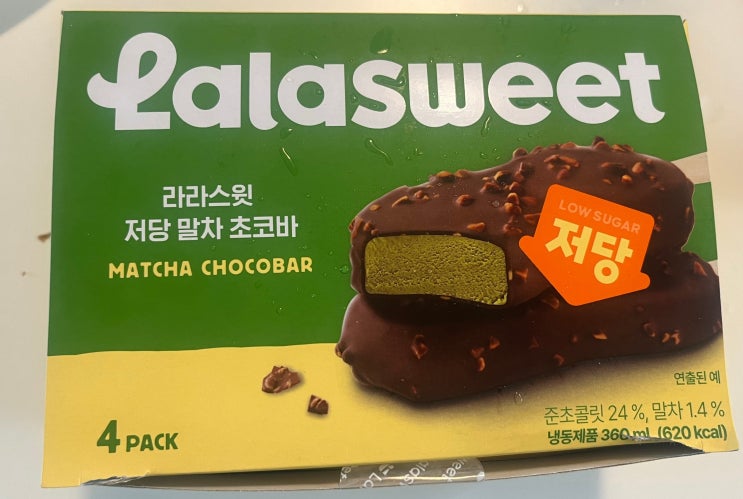 Lalasweet
라라스윗
저당 말차 초코바
MATCHA CHOCOBAR
LOW SUGAR
저당
연출된 예
4 PACK
준초콜릿 24 %, 말차 1.4 %
냉동제품 360 ml (620 kcal)